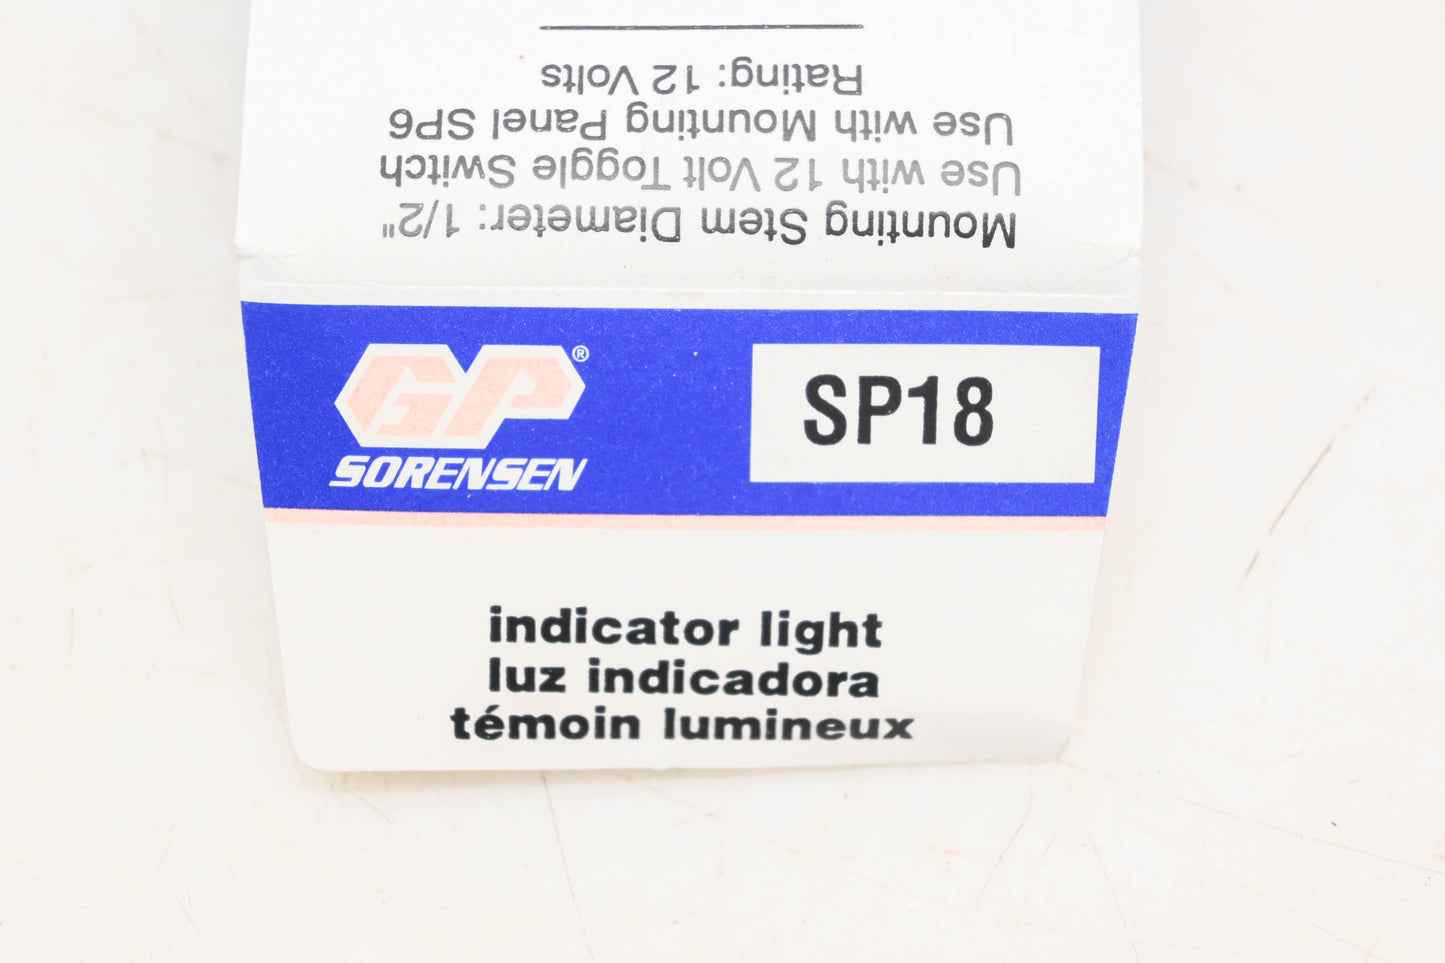 Mounting Stem Diameter: 1/2"
Use with 12 Volt Toggle Switch
Use with Mounting Panel SP6
Rating: 12 Volts
GP®
SORENSEN
SP18
indicator light
luz indicadora
témoin lumineux